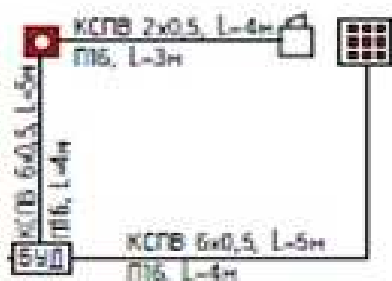 КСПВ 2х0,5, L=4м
П16, L=3м
КСПВ 6х0,5, L=5м
П16, L=4м
БУД
КСПВ 6х0,5, L=5м
П16, L=4м